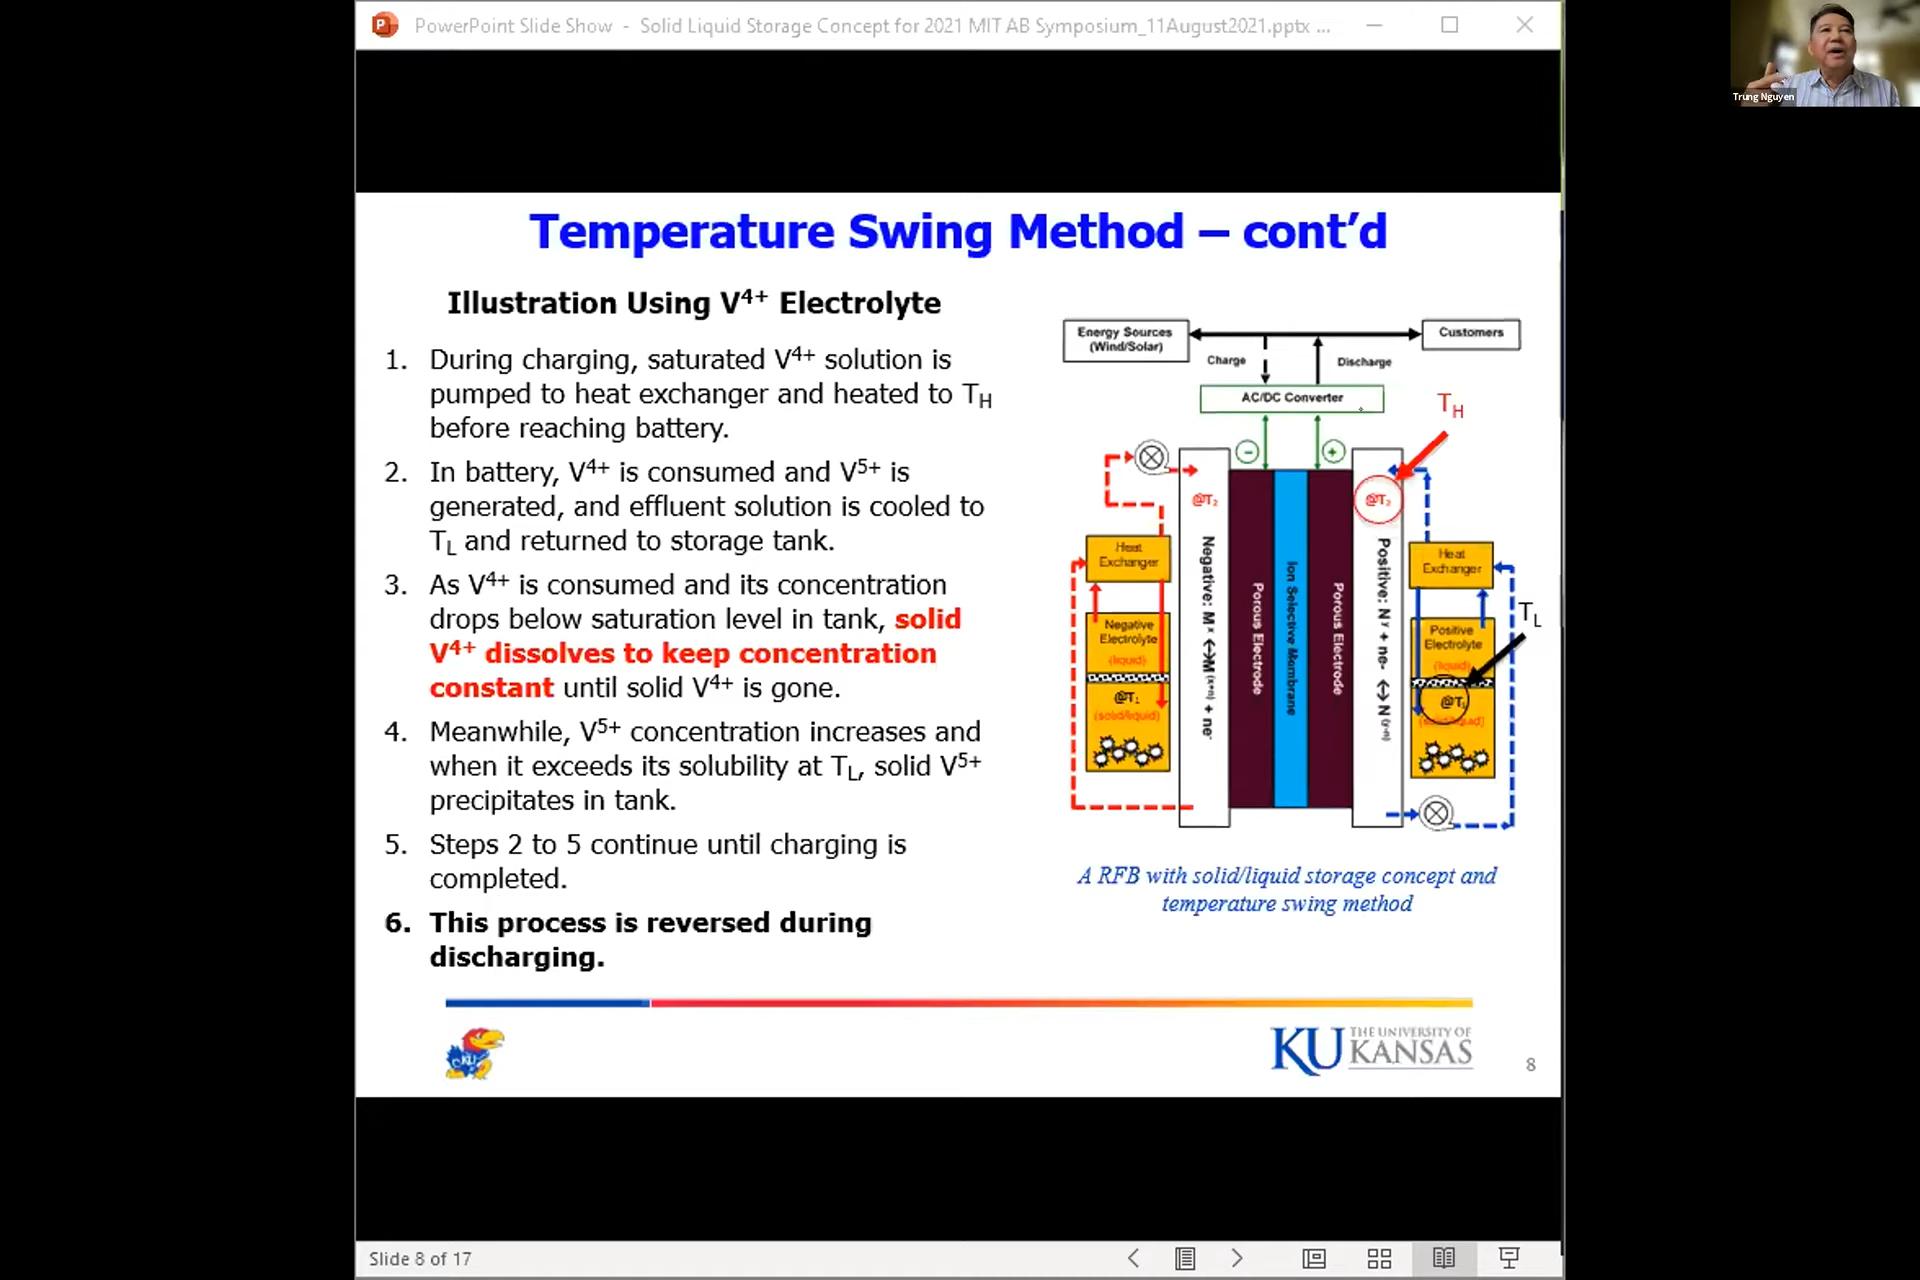 PowerPoint Slide Show - Solid Liquid Storage Concept for 2021 MIT AB Symposium_11August2021.pptx ...
Trung Nguyen
Temperature Swing Method – cont'd
Illustration Using V4+ Electrolyte
1. During charging, saturated V4+ solution is
pumped to heat exchanger and heated to TH
before reaching battery.
2. In battery, V4+ is consumed and V5+ is
generated, and effluent solution is cooled to
TL and returned to storage tank.
3. As V4+ is consumed and its concentration
drops below saturation level in tank, solid
V4+ dissolves to keep concentration
constant until solid V4+ is gone.
4. Meanwhile, V5+ concentration increases and
when it exceeds its solubility at TL, solid V5+
precipitates in tank.
5. Steps 2 to 5 continue until charging is
completed.
6. This process is reversed during
discharging.
Energy Sources
(Wind/Solar)
Customers
Charge
Discharge
AC/DC Converter
TH
-
+
@T2
@T2
Heat
Exchanger
Negative Electrolyte
(liquid)
@T1
(solid/liquid)
Negative: Mx ↔ M(x+n) + ne-
Porous Electrode
Ion Selective Membrane
Porous Electrode
Positive: Ny + ne- ↔ N(y-n)
Heat
Exchanger
TL
Positive
Electrolyte
(liquid)
@T1
(solid/liquid)
A RFB with solid/liquid storage concept and
temperature swing method
KU
KU THE UNIVERSITY OF
KANSAS
8
Slide 8 of 17